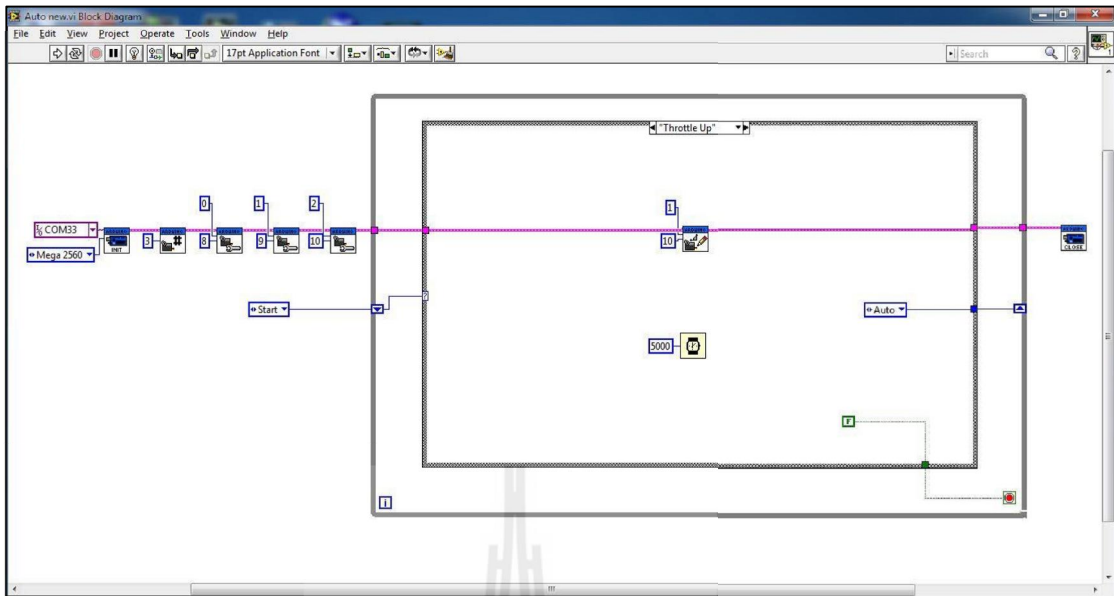 Auto new.vi Block Diagram
File Edit View Project Operate Tools Window Help
17pt Application Font
Search
1
"Throttle Up"
0 1 2 1
COM33
INIT
3 8 9 10 10
CLOSE
Mega 2560
?
Start
Auto
5000
F
i